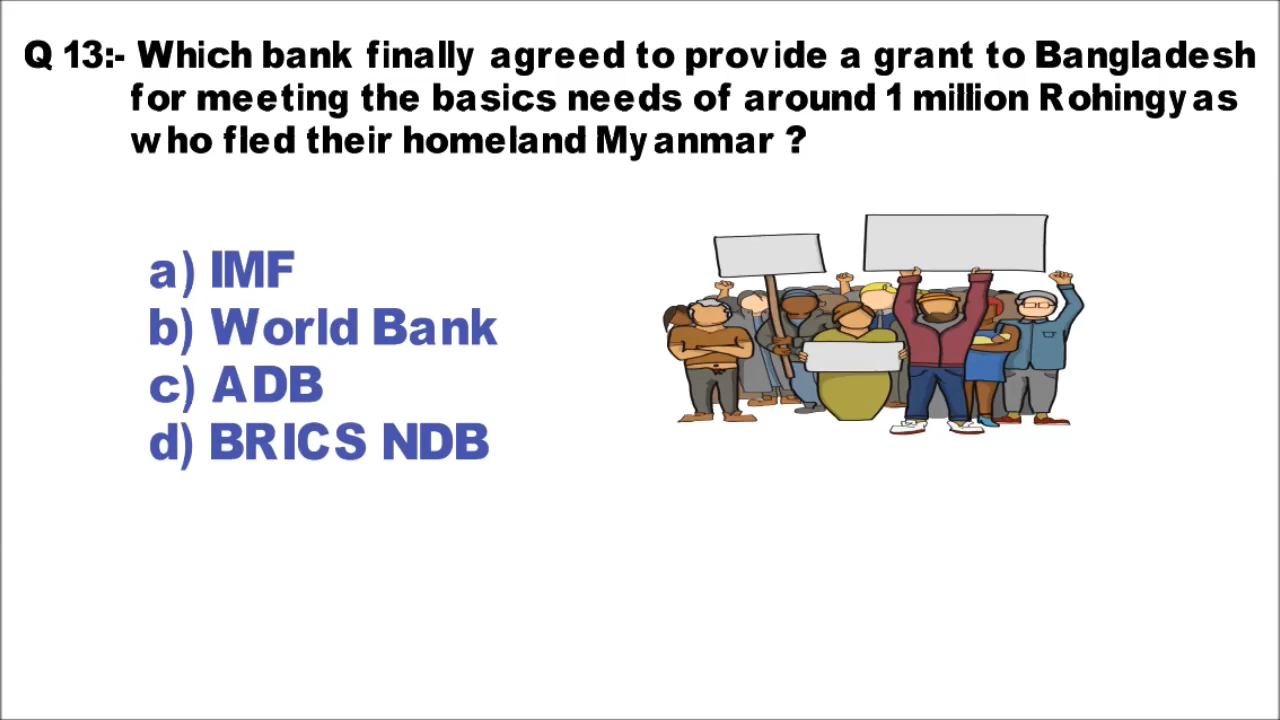 Q 13:- Which bank finally agreed to provide a grant to Bangladesh
for meeting the basics needs of around 1 million Rohingyas
who fled their homeland Myanmar ?
a) IMF
b) World Bank
c) ADB
d) BRICS NDB